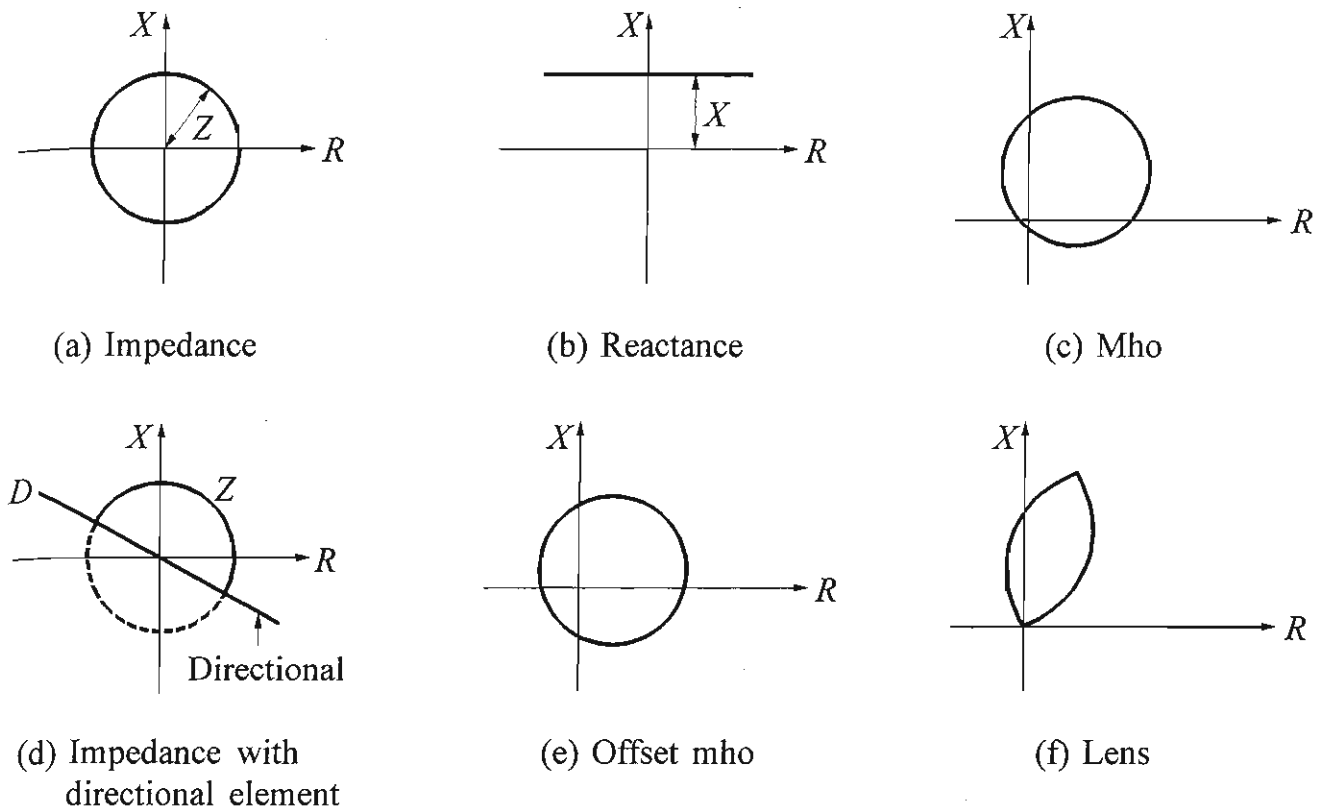 X
Z
R
(a) Impedance
X
X
R
(b) Reactance
X
R
(c) Mho
X
D
Z
R
Directional
(d) Impedance with
directional element
X
R
(e) Offset mho
X
R
(f) Lens